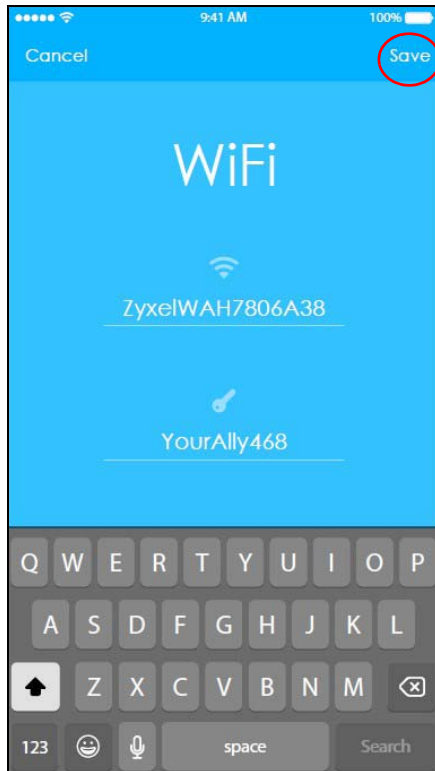 9:41 AM 100%
Cancel Save
WiFi
ZyxelWAH7806A38
YourAlly468
Q W E R T Y U I O P
A S D F G H J K L
Z X C V B N M
123 space Search